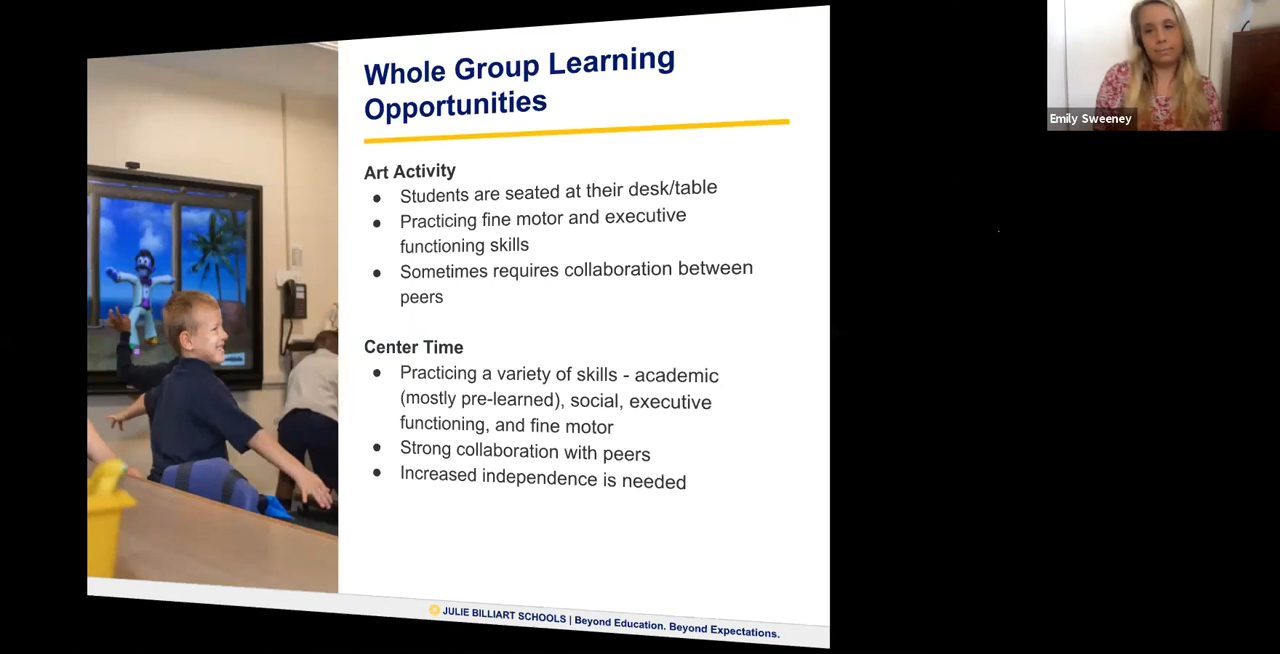 Whole Group Learning
Opportunities
Art Activity
● Students are seated at their desk/table
● Practicing fine motor and executive
functioning skills
● Sometimes requires collaboration between
peers
Center Time
● Practicing a variety of skills - academic
(mostly pre-learned), social, executive
functioning, and fine motor
● Strong collaboration with peers
● Increased independence is needed
JULIE BILLIART SCHOOLS | Beyond Education. Beyond Expectations.
Emily Sweeney